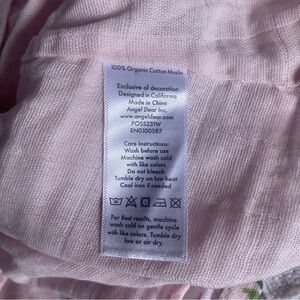 100% Organic Cotton Muslin
Exclusive of decoration
Designed in California
Made in China
Angel Dear Inc.
www.angeldear.com
PO5523TW
RN0100587
Care Instructions:
Wash before use
Machine wash cold
with like colors
Do not bleach
Tumble dry on low heat
Cool iron if needed
For Best results, machine
wash cold on gentle cycle
with like colors. Tumble dry
low or air dry.